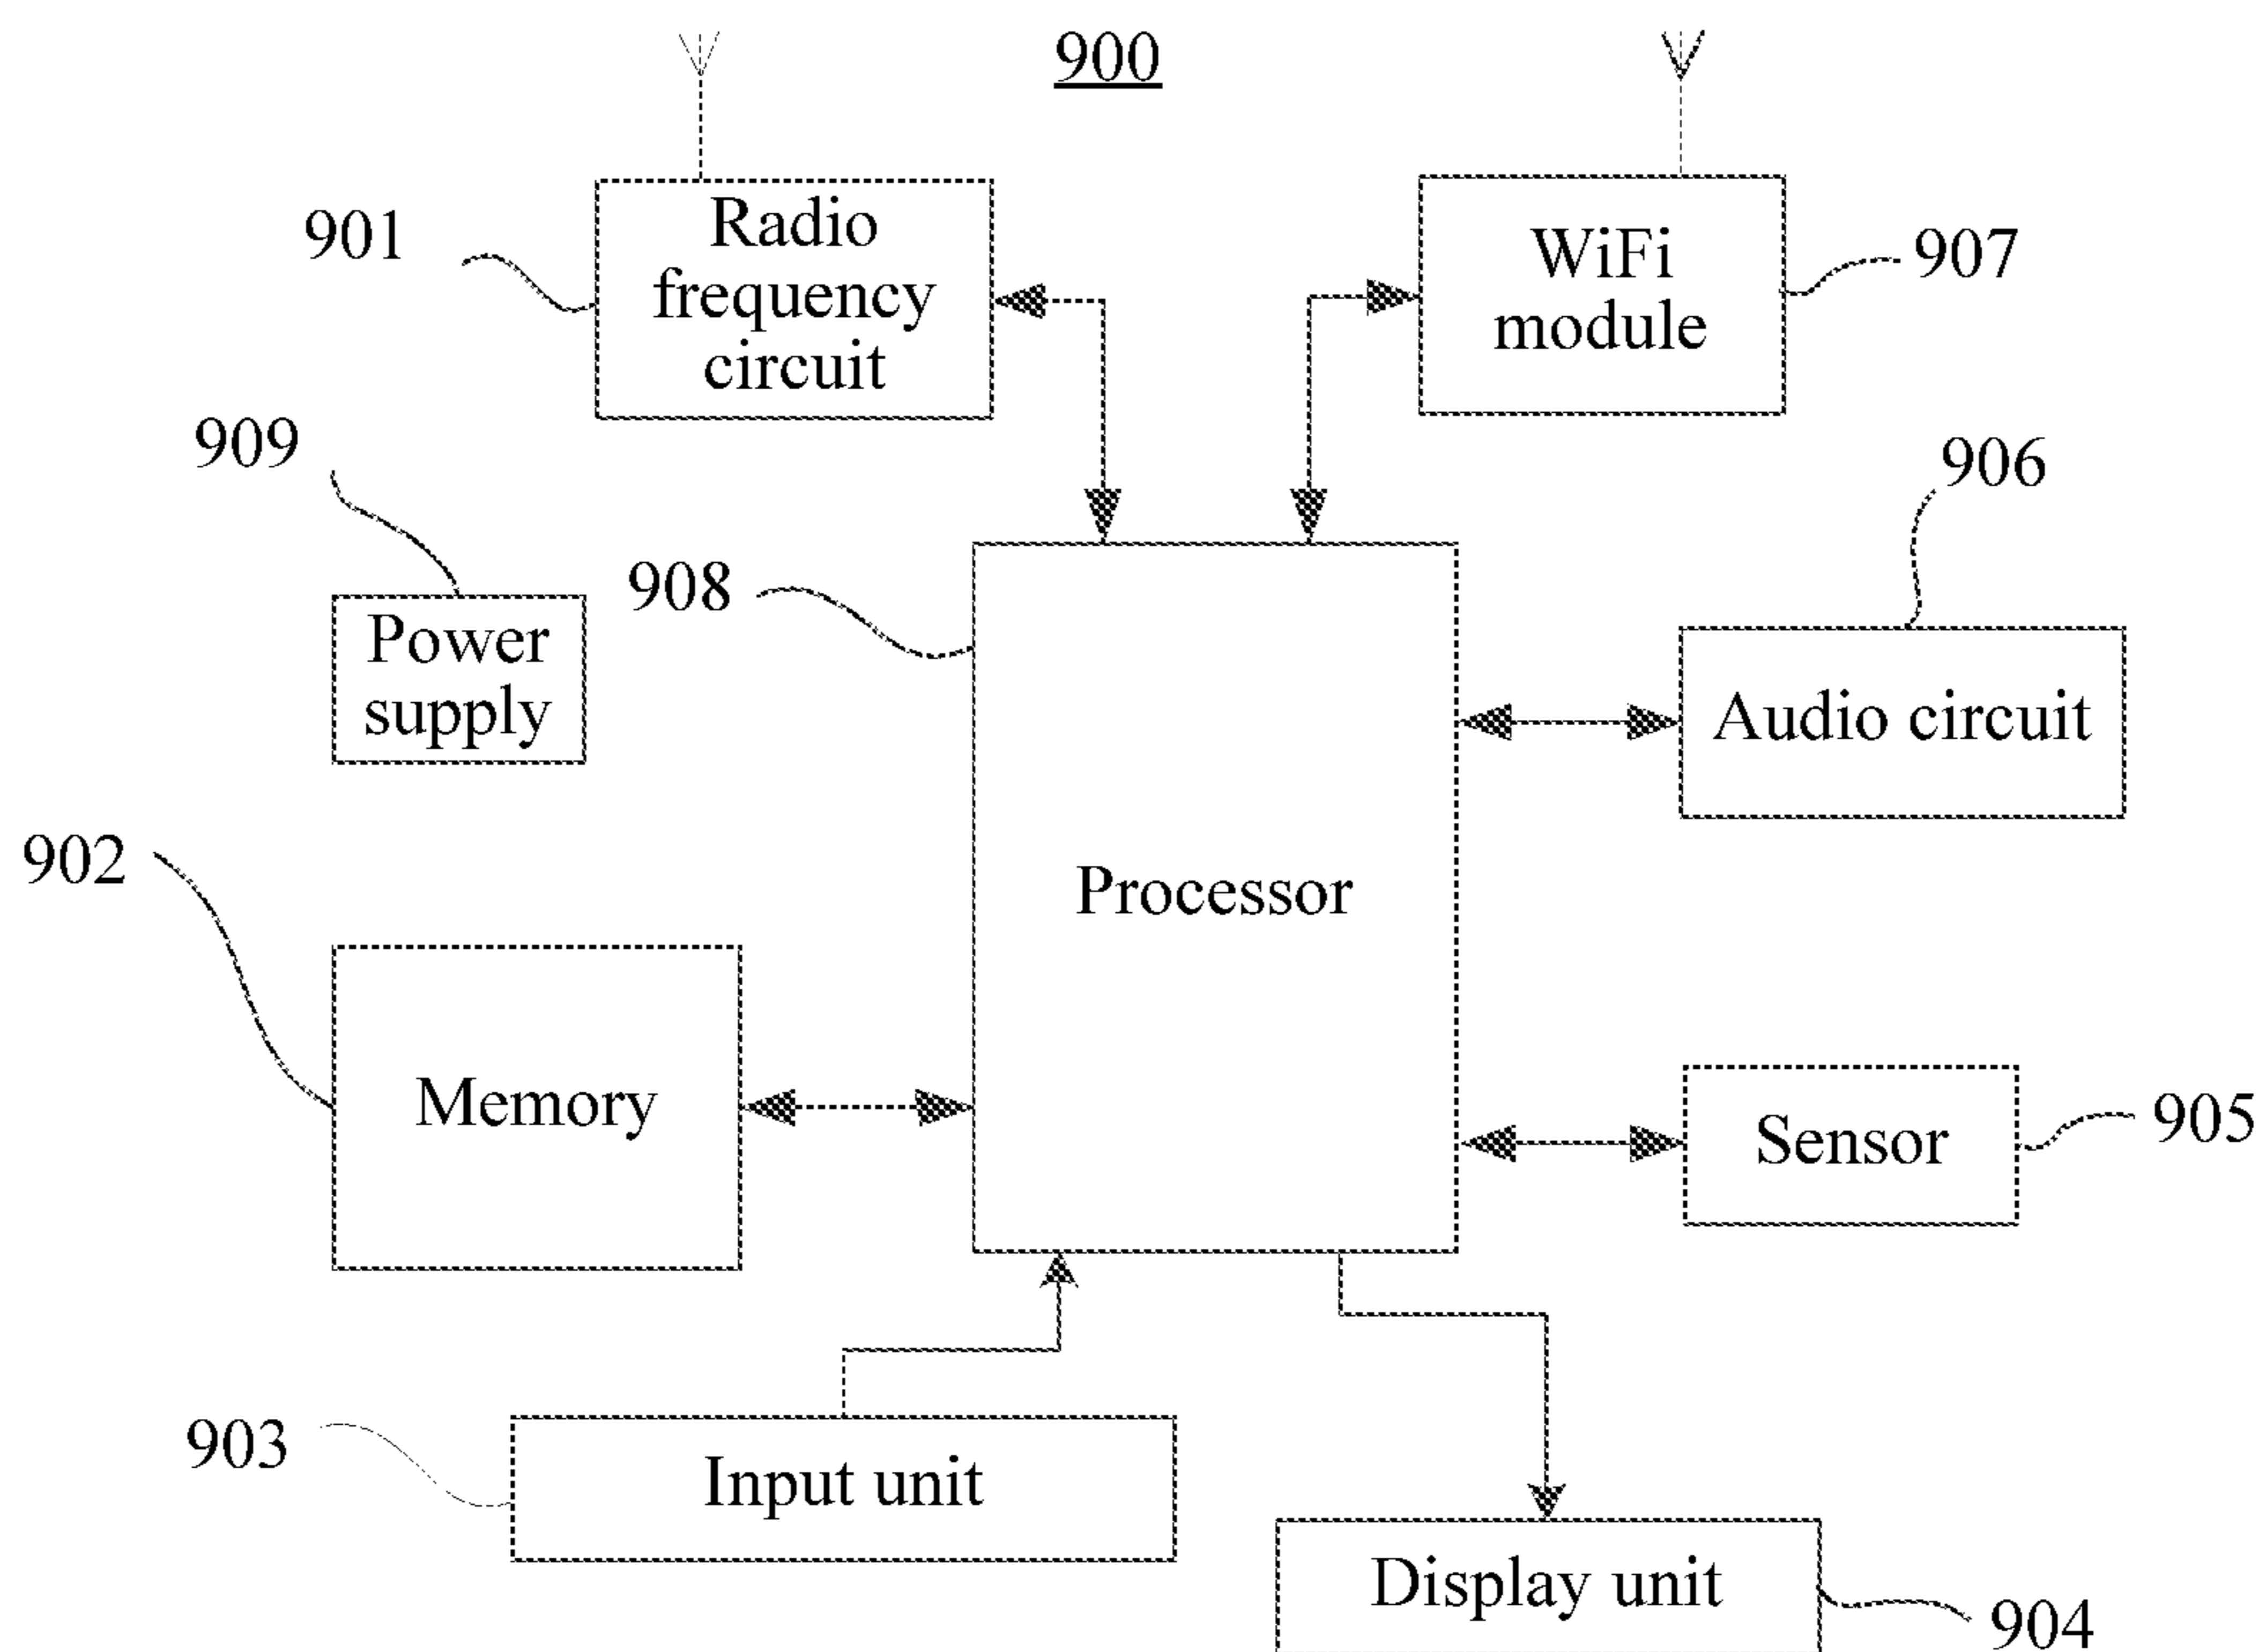 900
901
Radio
frequency
circuit
WiFi
module
907
909
906
908
Power
supply
Audio circuit
902
Processor
Memory
Sensor
905
903
Input unit
Display unit
904